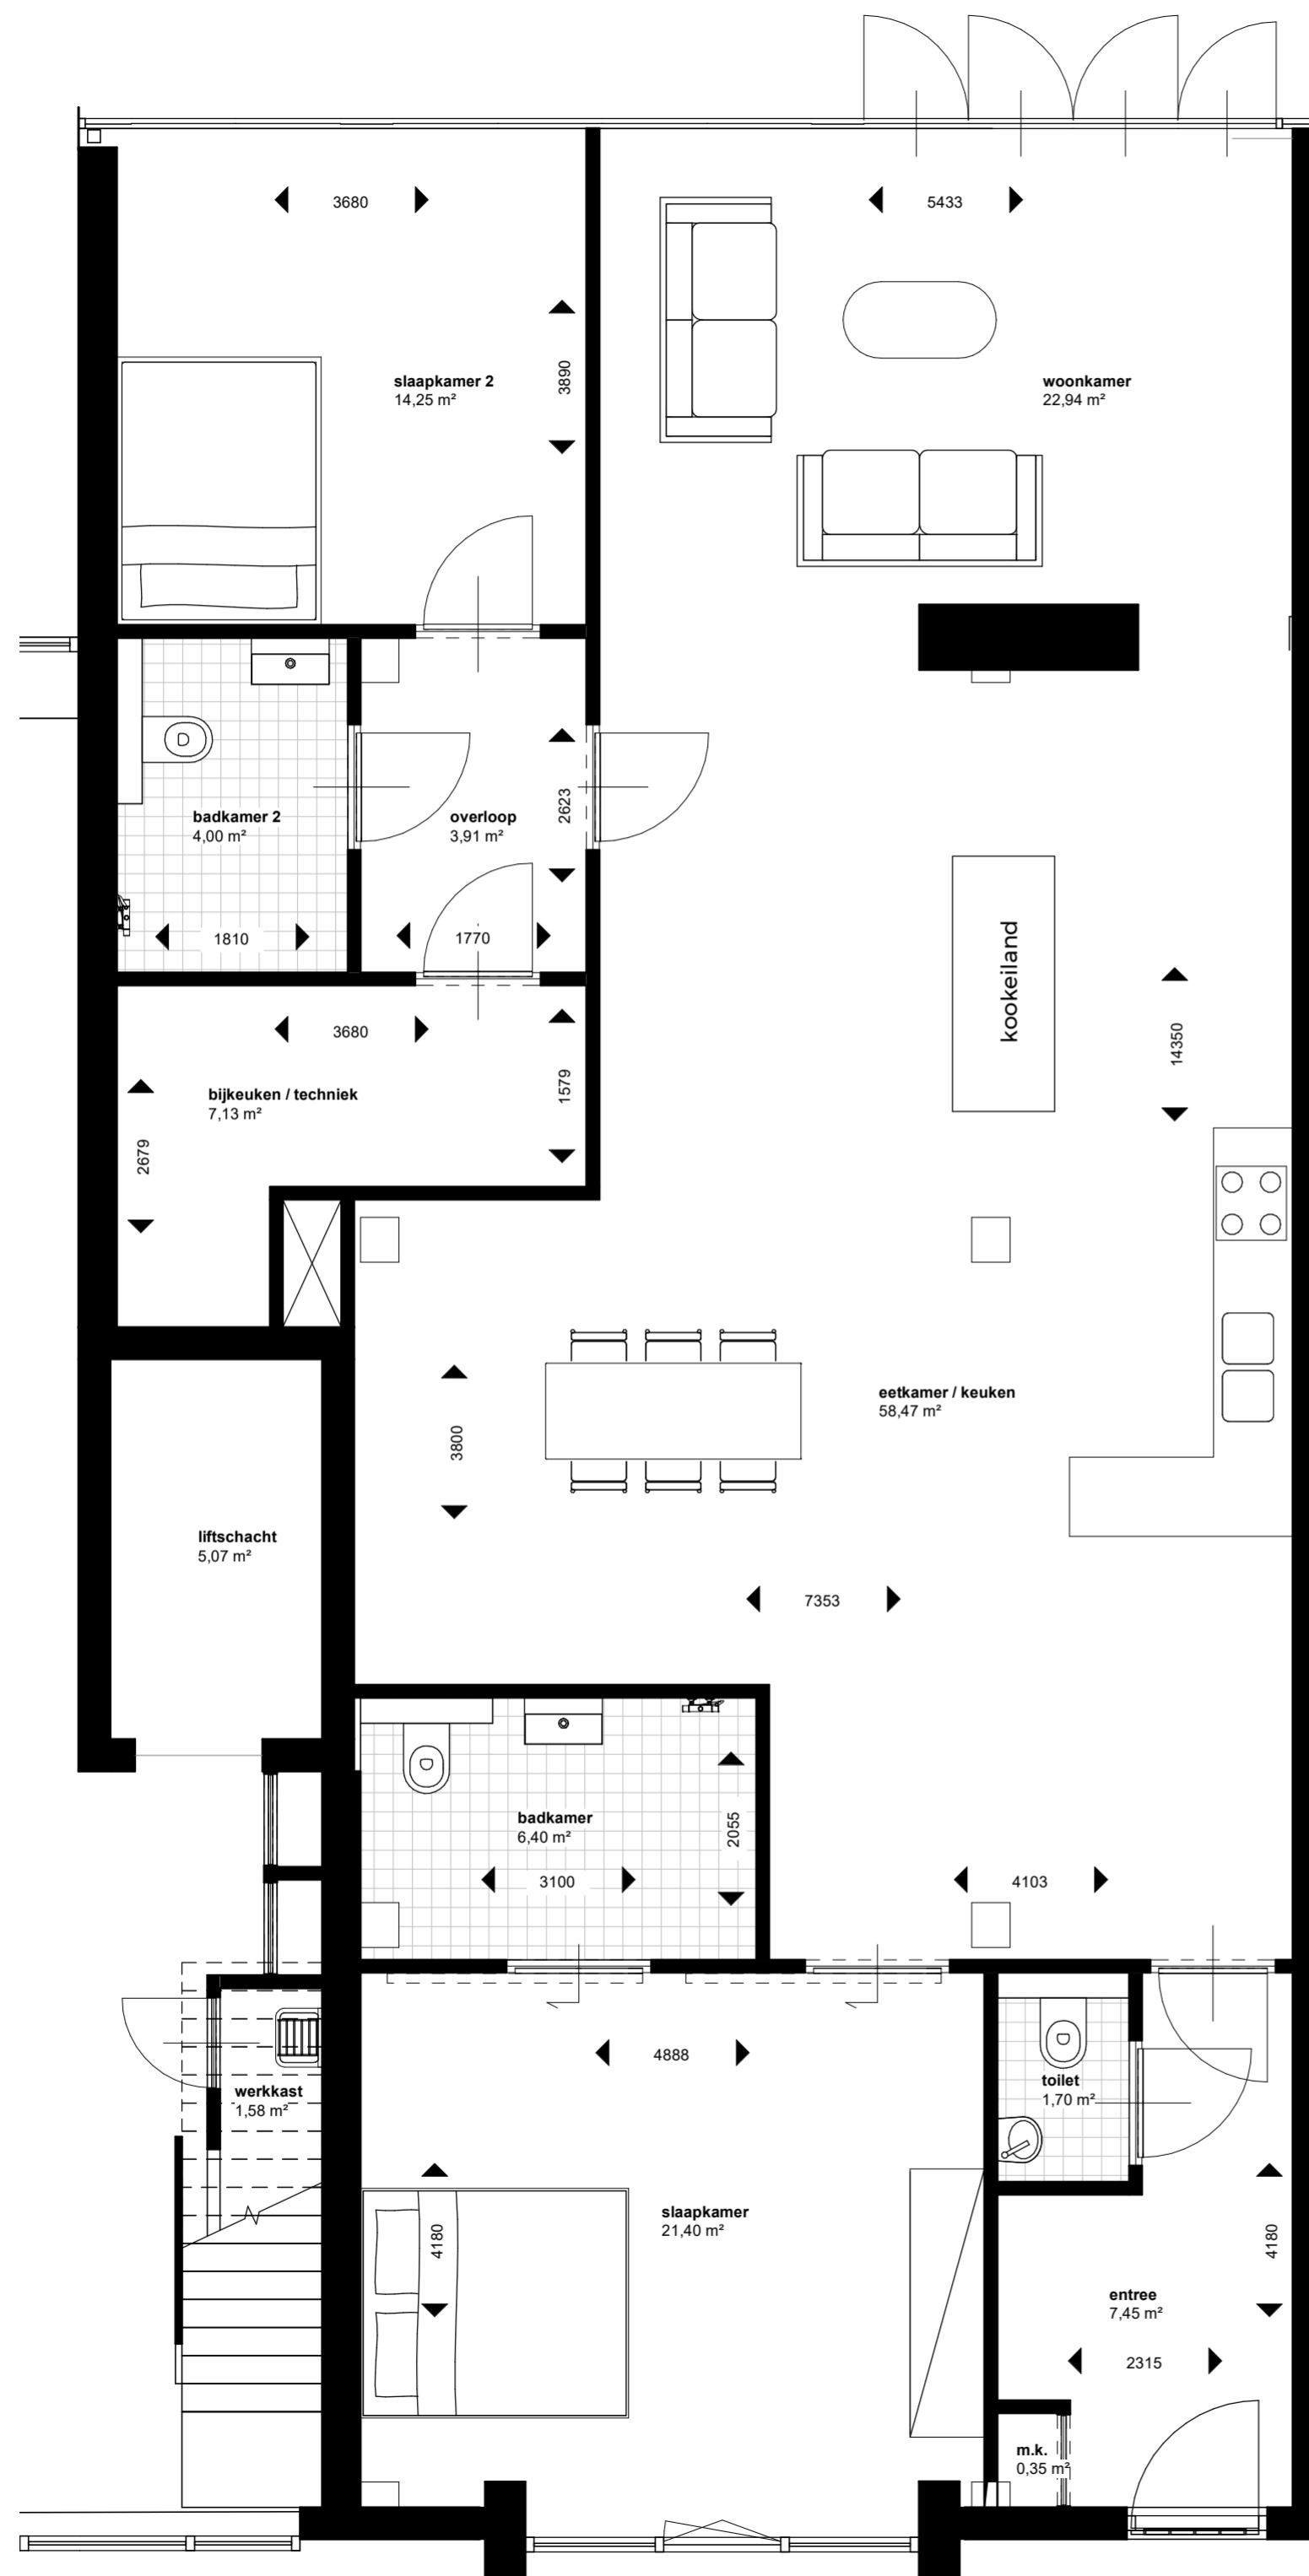 3680
5433
3890
slaapkamer 2
14,25 m²
woonkamer
22,94 m²
2623
badkamer 2
4,00 m²
overloop
3,91 m²
1810
1770
kookeiland
3680
14350
1579
bijkeuken / techniek
7,13 m²
2679
eetkamer / keuken
58,47 m²
3800
liftschacht
5,07 m²
7353
badkamer
6,40 m²
2055
3100
4103
4888
toilet
1,70 m²
werkkast
1,58 m²
slaapkamer
21,40 m²
4180
4180
entree
7,45 m²
2315
m.k.
0,35 m²